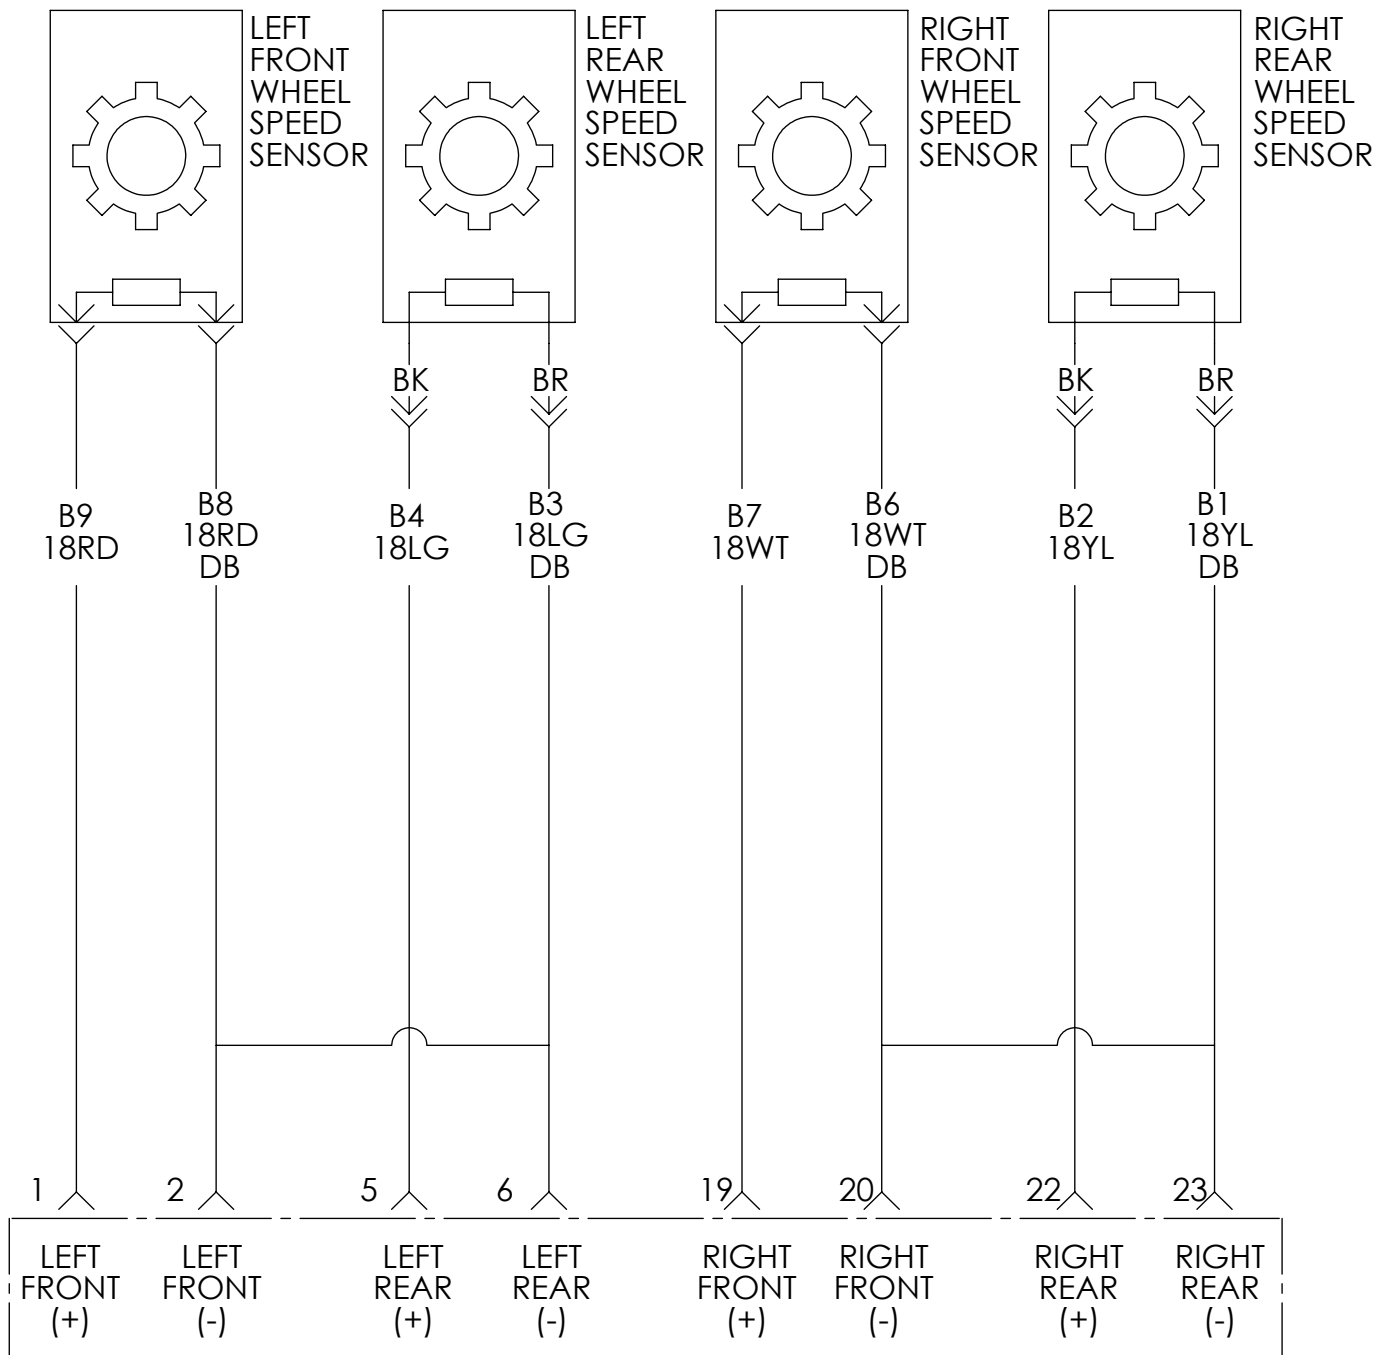 LEFT
FRONT
WHEEL
SPEED
SENSOR
LEFT
REAR
WHEEL
SPEED
SENSOR
RIGHT
FRONT
WHEEL
SPEED
SENSOR
RIGHT
REAR
WHEEL
SPEED
SENSOR
BK
BR
BK
BR
B9
18RD
B8
18RD
DB
B4
18LG
B3
18LG
DB
B7
18WT
B6
18WT
DB
B2
18YL
B1
18YL
DB
1
2
5
6
19
20
22
23
LEFT
FRONT
(+)
LEFT
FRONT
(-)
LEFT
REAR
(+)
LEFT
REAR
(-)
RIGHT
FRONT
(+)
RIGHT
FRONT
(-)
RIGHT
REAR
(+)
RIGHT
REAR
(-)